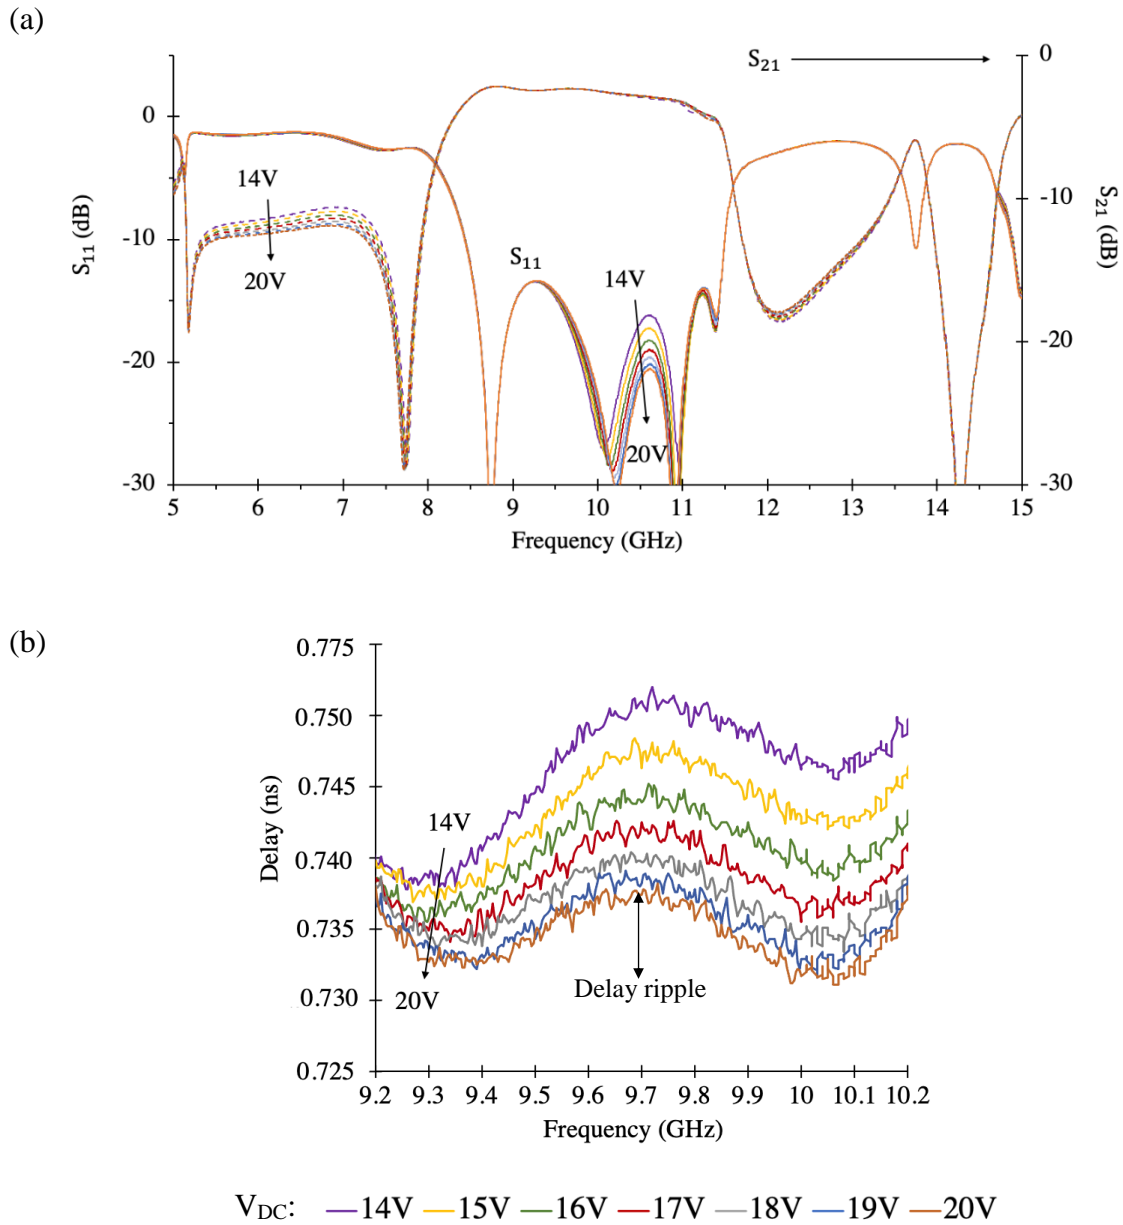 (a)
S21
0
0
-10
-20
-30
S11 (dB)
14V
20V
S11
14V
20V
0
-10
-20
-30
S21 (dB)
5 6 7 8 9 10 11 12 13 14 15
Frequency (GHz)
(b)
0.775
0.750
0.745
0.740
0.735
0.730
0.725
Delay (ns)
14V
20V
Delay ripple
9.2 9.3 9.4 9.5 9.6 9.7 9.8 9.9 10 10.1 10.2
Frequency (GHz)
VDC: 14V 15V 16V 17V 18V 19V 20V